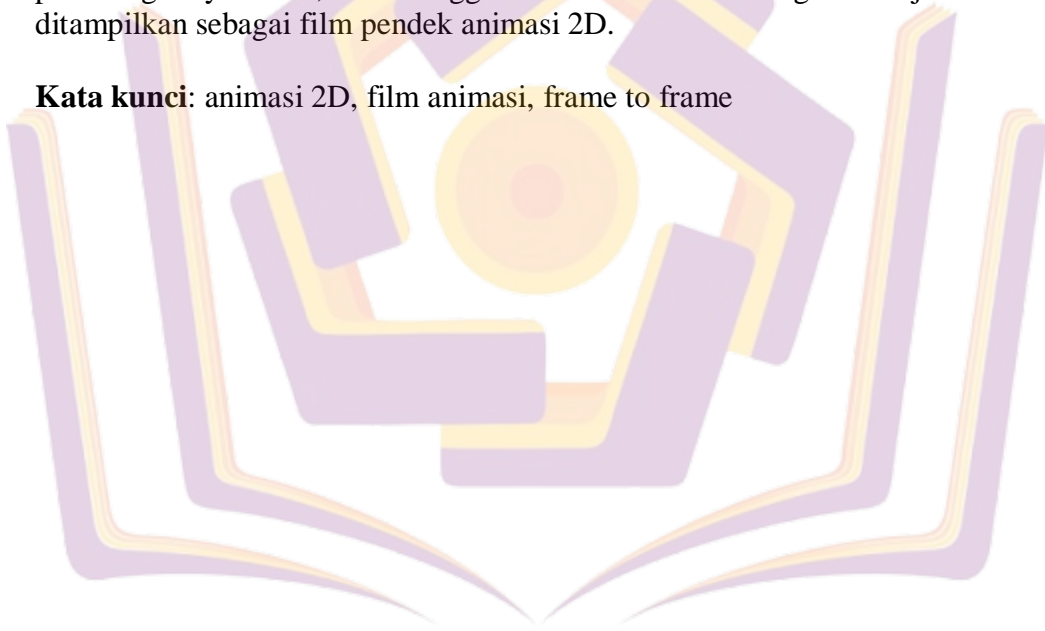 ditampilkan sebagai film pendek animasi 2D.
Kata kunci: animasi 2D, film animasi, frame to frame